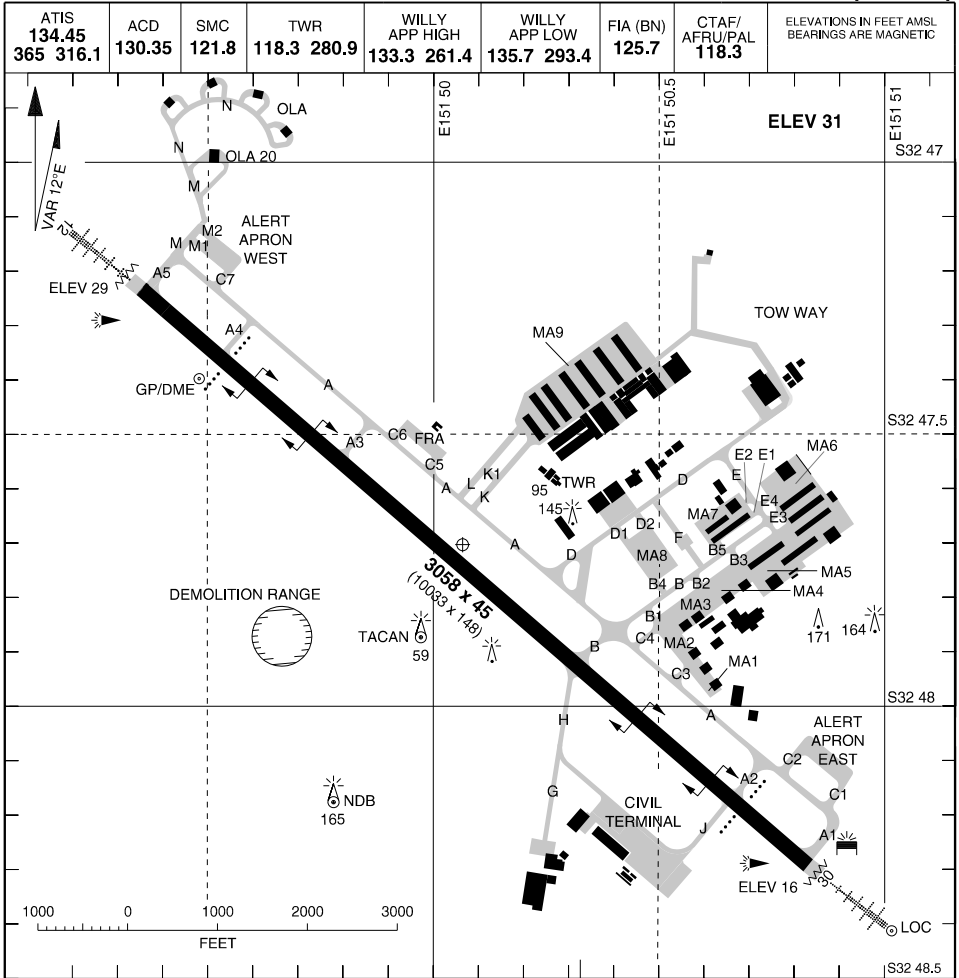 ATIS
134.45
365 316.1
ACD
130.35
SMC
121.8
TWR
118.3 280.9
WILLY
APP HIGH
133.3 261.4
WILLY
APP LOW
135.7 293.4
FIA (BN)
125.7
CTAF/
AFRU/PAL
118.3
ELEVATIONS IN FEET AMSL
BEARINGS ARE MAGNETIC
E151 50
E151 50.5
E151 51
ELEV 31
S32 47
VAR 12°E
N
OLA
N
OLA 20
M
12
M2
M
M1
ALERT
APRON
WEST
A5
C7
ELEV 29
TOW WAY
A4
MA9
GP/DME
A
S32 47.5
A3
C6
FRA
C5
A
L
K1
K
95
TWR
145
D
E2
E1
E
MA6
E4
E3
MA7
D1
D2
F
A
D
MA8
B5
B3
MA5
B4
B
B2
MA4
3058 x 45
(10033 x 148)
MA3
B1
DEMOLITION RANGE
TACAN
59
C4
MA2
171
164
B
C3
MA1
S32 48
H
A
ALERT
APRON
EAST
C2
A2
C1
NDB
165
G
CIVIL
TERMINAL
J
A1
ELEV 16
30
LOC
1000
0
1000
2000
3000
FEET
S32 48.5